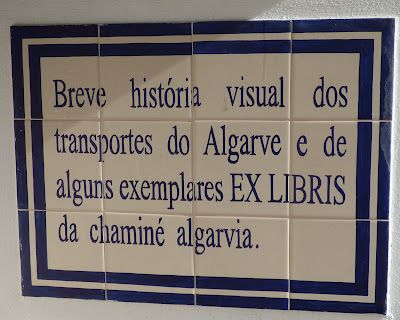 Breve história visual dos
transportes do Algarve e de
alguns exemplares EX LIBRIS
da chaminé algarvia.